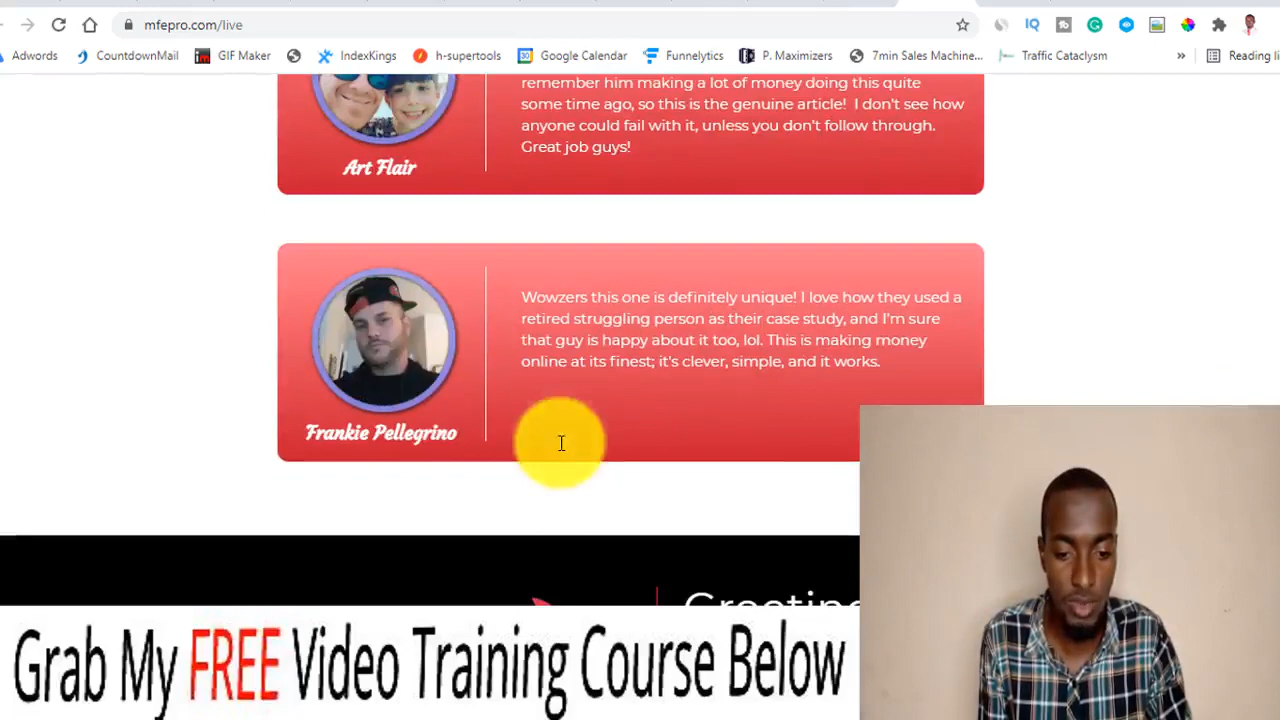 mfepro.com/live
IQ
Adwords CountdownMail GIF Maker IndexKings h-supertools Google Calendar Funnelytics P. Maximizers 7min Sales Machine... Traffic Cataclysm » Reading li
remember him making a lot of money doing this quite
some time ago, so this is the genuine article! I don't see how
anyone could fail with it, unless you don't follow through.
Great job guys!
Art Flair
Wowzers this one is definitely unique! I love how they used a
retired struggling person as their case study, and I'm sure
that guy is happy about it too, lol. This is making money
online at its finest; it's clever, simple, and it works.
Frankie Pellegrino
Greeting
Grab My FREE Video Training Course Below